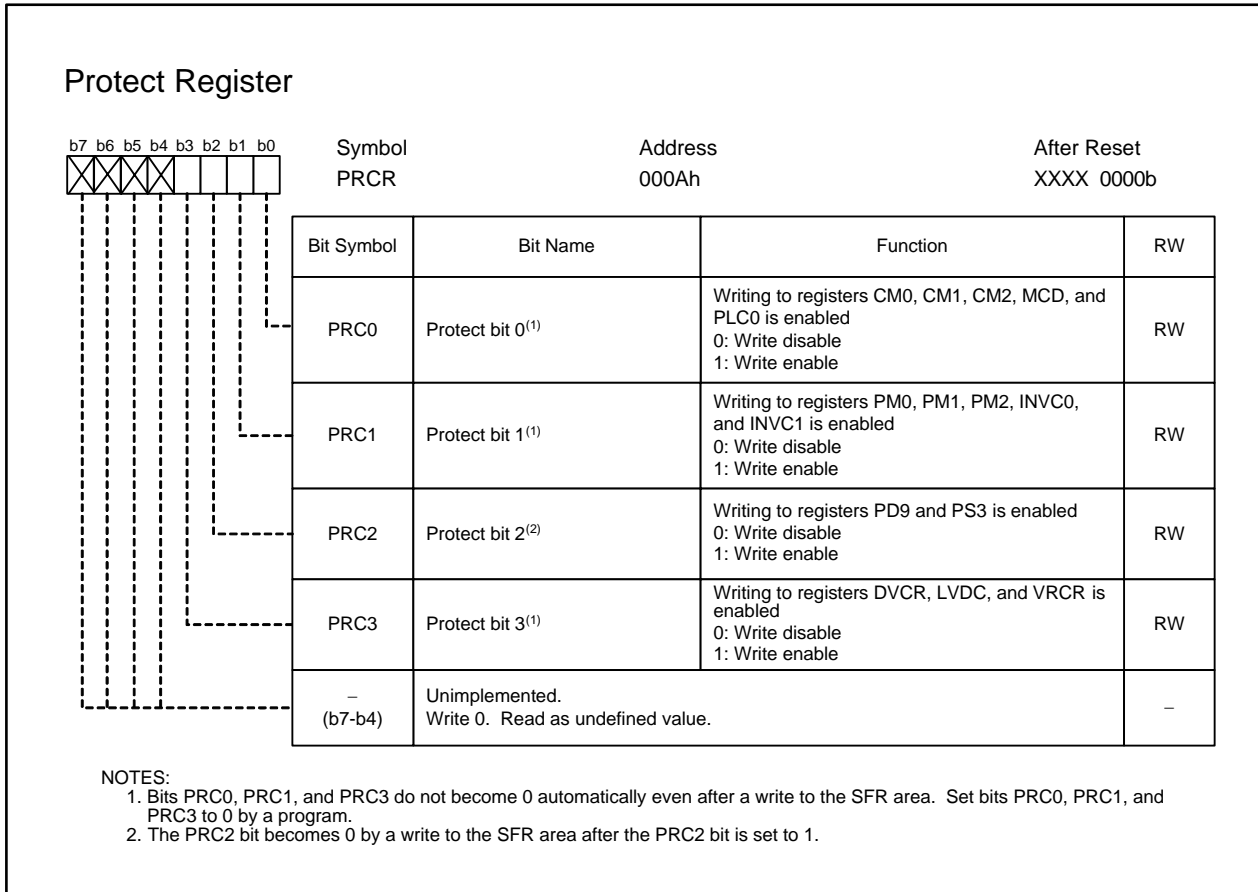 Protect Register
b7 b6 b5 b4 b3 b2 b1 b0
Symbol Address After Reset
PRCR 000Ah XXXX 0000b
Bit Symbol Bit Name Function RW
PRC0 Protect bit 0(1) Writing to registers CM0, CM1, CM2, MCD, and
PLC0 is enabled
0: Write disable
1: Write enable RW
PRC1 Protect bit 1(1) Writing to registers PM0, PM1, PM2, INVC0,
and INVC1 is enabled
0: Write disable
1: Write enable RW
PRC2 Protect bit 2(2) Writing to registers PD9 and PS3 is enabled
0: Write disable
1: Write enable RW
PRC3 Protect bit 3(1) Writing to registers DVCR, LVDC, and VRCR is
enabled
0: Write disable
1: Write enable RW
– Unimplemented.
(b7-b4) Write 0. Read as undefined value. –
NOTES:
1. Bits PRC0, PRC1, and PRC3 do not become 0 automatically even after a write to the SFR area. Set bits PRC0, PRC1, and
PRC3 to 0 by a program.
2. The PRC2 bit becomes 0 by a write to the SFR area after the PRC2 bit is set to 1.